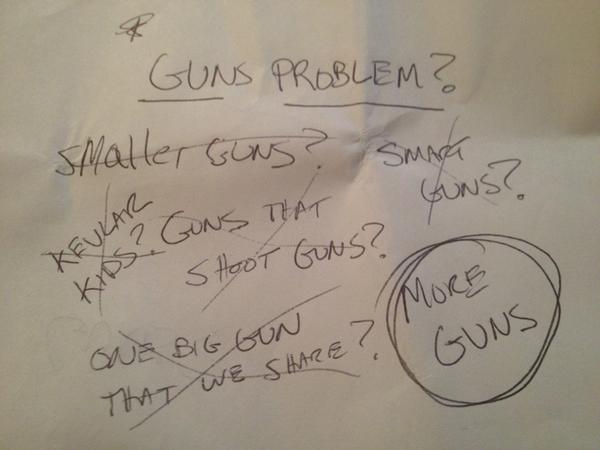 GUNS PROBLEM?
SMALLER GUNS?
SMART
GUNS?
KEVLAR
KIDS?
GUNS THAT
SHOOT GUNS?
MORE
GUNS
ONE BIG GUN
THAT WE SHARE?